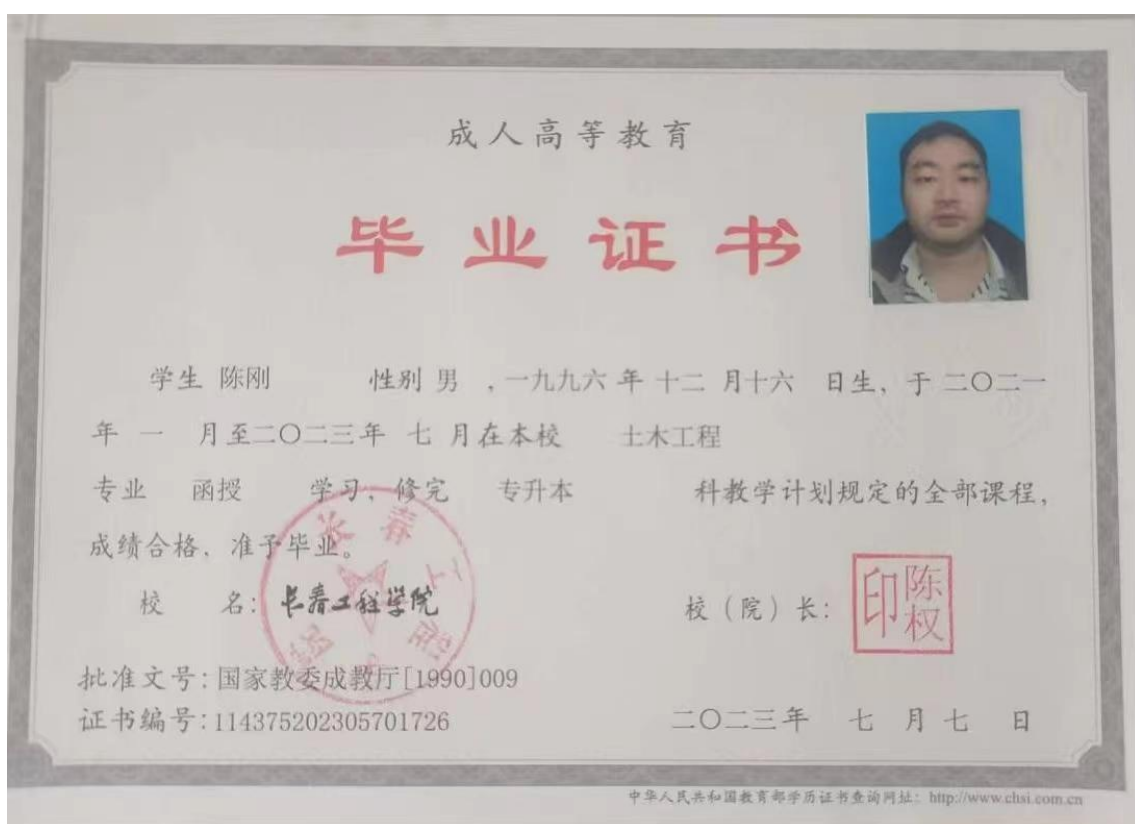 成人高等教育
毕业证书
学生 陈刚 性别 男 ,一九九六 年 十二 月十六 日生，于 二〇二一
年 一 月至二〇二三年 七 月在本校 土木工程
专业 函授 学习，修完 专升本 科教学计划规定的全部课程，
成绩合格，准予毕业。
校 名：长春工程学院
校（院）长：
陈权印
批准文号：国家教委成教厅[1990]009
证书编号：114375202305701726
二〇二三年 七 月 七 日
中华人民共和国教育部学历证书查询网址：http://www.chsi.com.cn